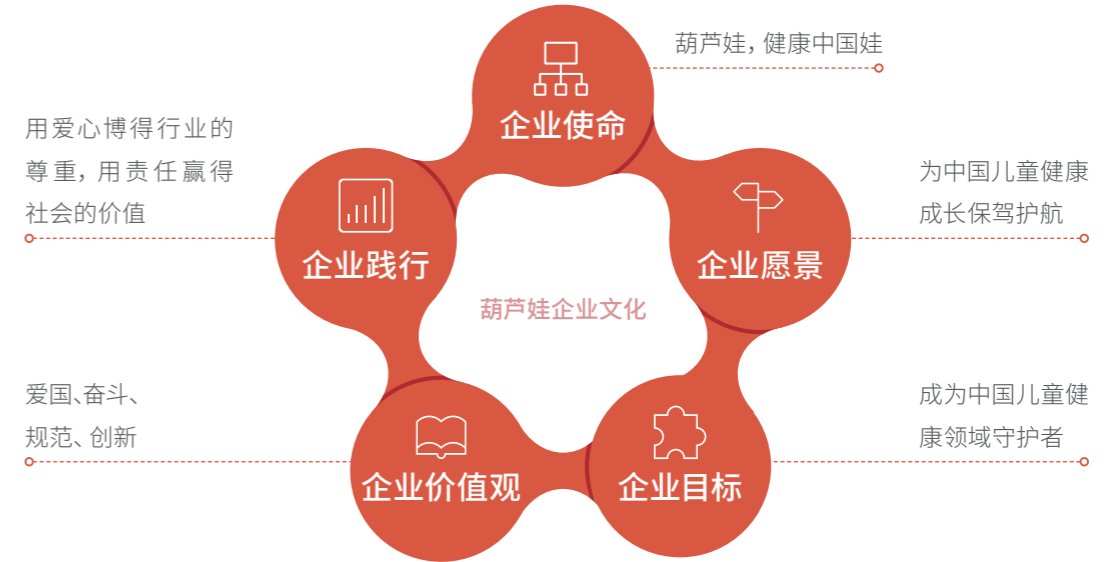 葫芦娃，健康中国娃
企业使命
用爱心博得行业的
尊重，用责任赢得
社会的价值
企业践行
为中国儿童健康
成长保驾护航
企业愿景
葫芦娃企业文化
爱国、奋斗、
规范、创新
企业价值观
成为中国儿童健
康领域守护者
企业目标